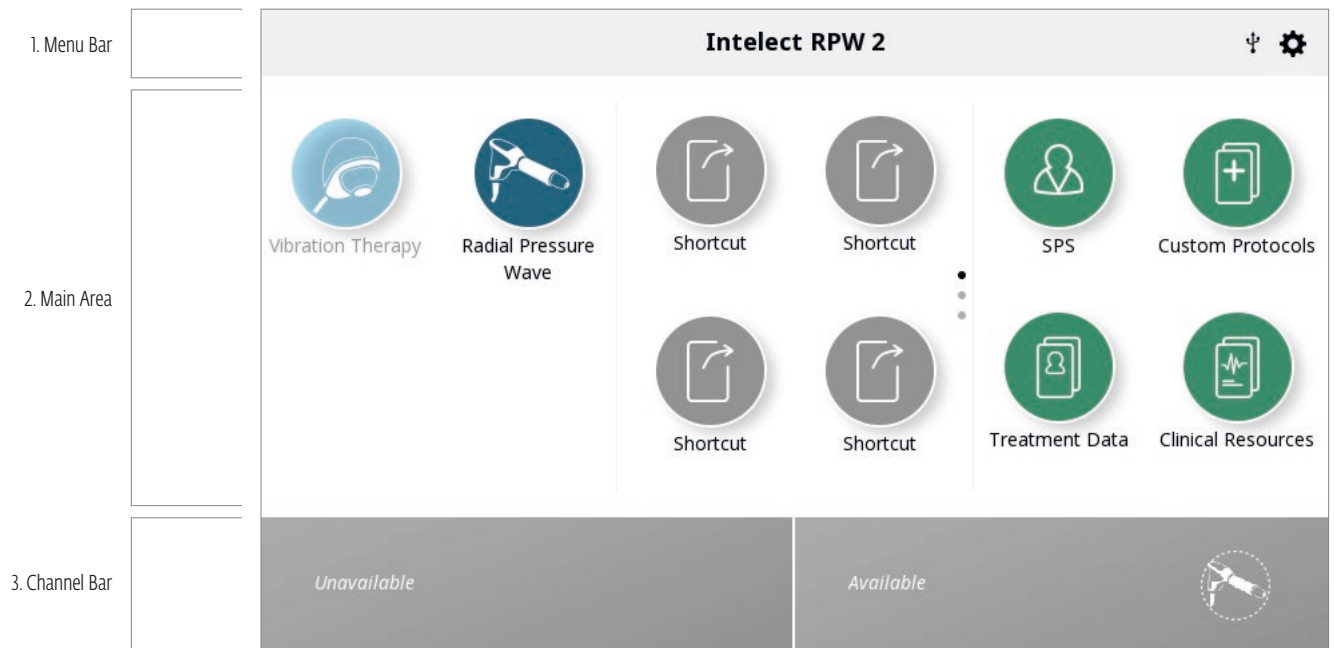 1. Menu Bar
Intelect RPW 2
2. Main Area
Vibration Therapy
Radial Pressure
Wave
Shortcut
Shortcut
SPS
Custom Protocols
Shortcut
Shortcut
Treatment Data
Clinical Resources
3. Channel Bar
Unavailable
Available